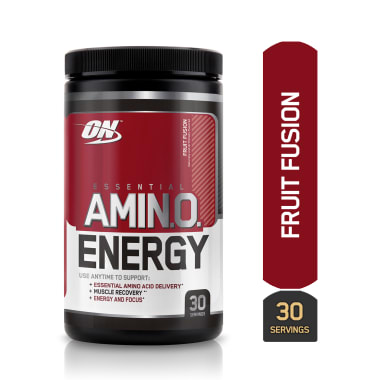 ON
FRUIT FUSION
ESSENTIAL
AMIN.O.
ENERGY
USE ANYTIME TO SUPPORT:
+ ESSENTIAL AMINO ACID DELIVERY*
+ MUSCLE RECOVERY *^
+ ENERGY AND FOCUS*
30
SERVINGS
FRUIT FUSION
30
SERVINGS